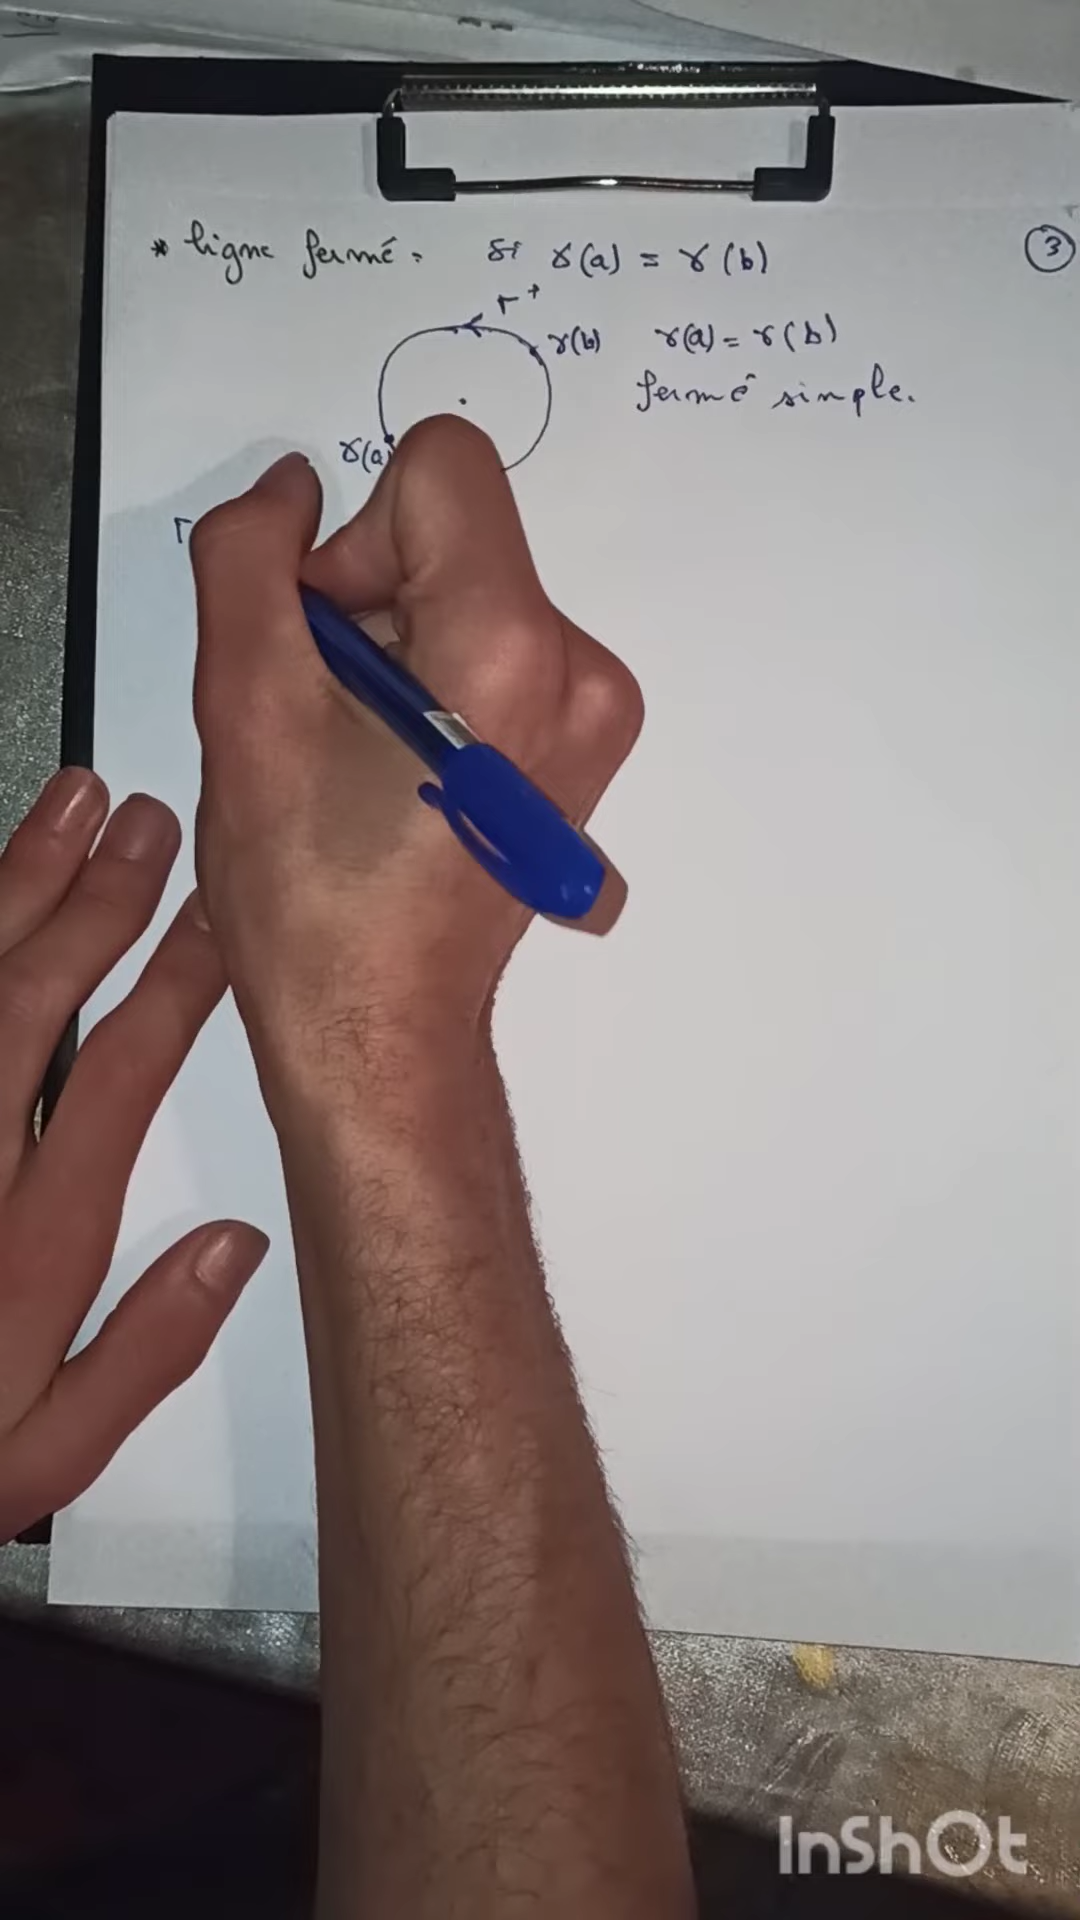 * ligne fermé. si γ(a) = γ(b)
③
Γ⁺
γ(b) γ(a) = γ(b)
fermé simple.
γ(a)
Γ
InShOt